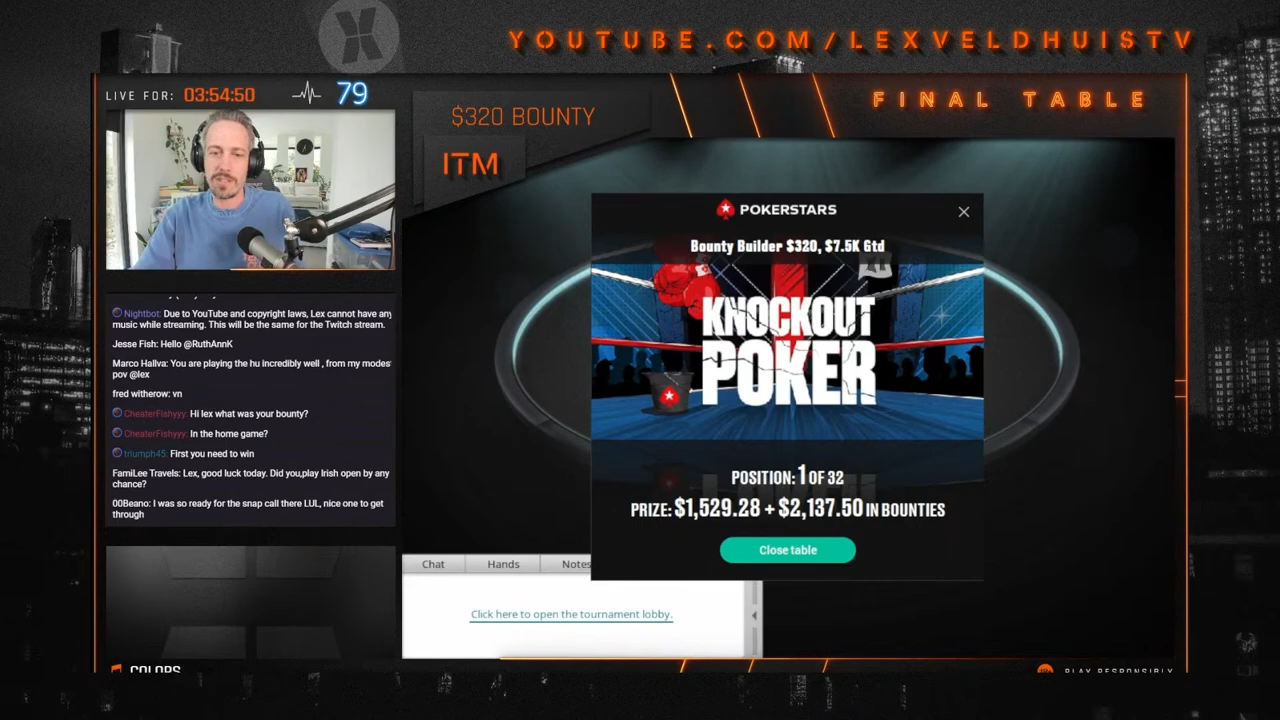 YOUTUBE.COM/LEXVELDHUISTV
LIVE FOR: 03:54:50 79
$320 BOUNTY
ITM
FINAL TABLE
POKERSTARS
Bounty Builder $320, $7.5K Gtd
KNOCKOUT
POKER
POSITION: 1 OF 32
PRIZE: $1,529.28 + $2,137.50 IN BOUNTIES
Close table
Nightbot: Due to YouTube and copyright laws, Lex cannot have any
music while streaming. This will be the same for the Twitch stream.
Jesse Fish: Hello @RuthAnnK
Marco Hallva: You are playing the hu incredibly well , from my modest
pov @lex
fred witherow: vn
CheaterFishyyy: Hi lex what was your bounty?
CheaterFishyyy: In the home game?
triumph45: First you need to win
FamiLee Travels: Lex, good luck today. Did you,play Irish open by any
chance?
00Beano: I was so ready for the snap call there LUL, nice one to get
through
Chat Hands Notes
Click here to open the tournament lobby.
COLORS
PLAY RESPONSIBLY